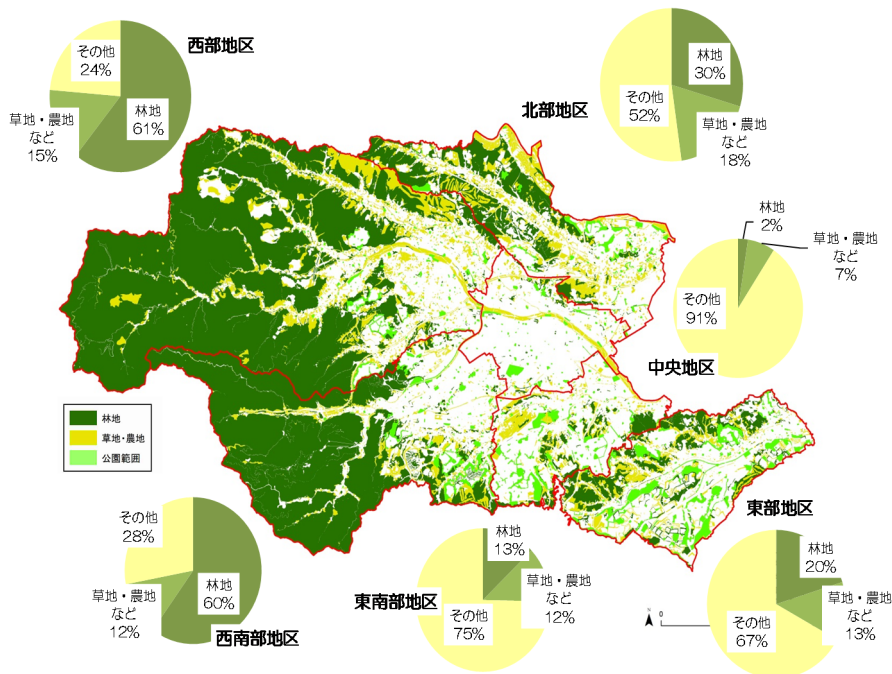 西部地区
その他
24%
林地
61%
草地・農地
など
15%
北部地区
林地
30%
その他
52%
草地・農地
など
18%
林地
2%
草地・農地
など
7%
その他
91%
中央地区
林地
草地・農地
公園範囲
その他
28%
林地
60%
草地・農地
など
12%
西南部地区
東南部地区
林地
13%
草地・農地
など
12%
その他
75%
東部地区
林地
20%
草地・農地
など
13%
その他
67%
N
0